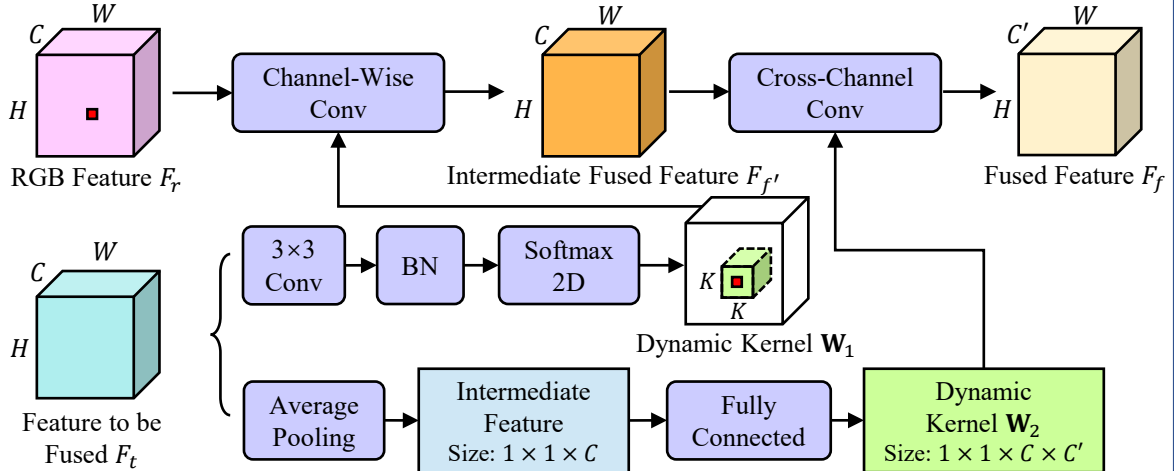 C W
H
RGB Feature F_r
Channel-Wise
Conv
C W
H
Intermediate Fused Feature F_f'
Cross-Channel
Conv
C' W
H
Fused Feature F_f
C W
H
Feature to be
Fused F_t
3×3
Conv
BN
Softmax
2D
K
K
Dynamic Kernel W_1
Average
Pooling
Intermediate
Feature
Size: 1 × 1 × C
Fully
Connected
Dynamic
Kernel W_2
Size: 1 × 1 × C × C'